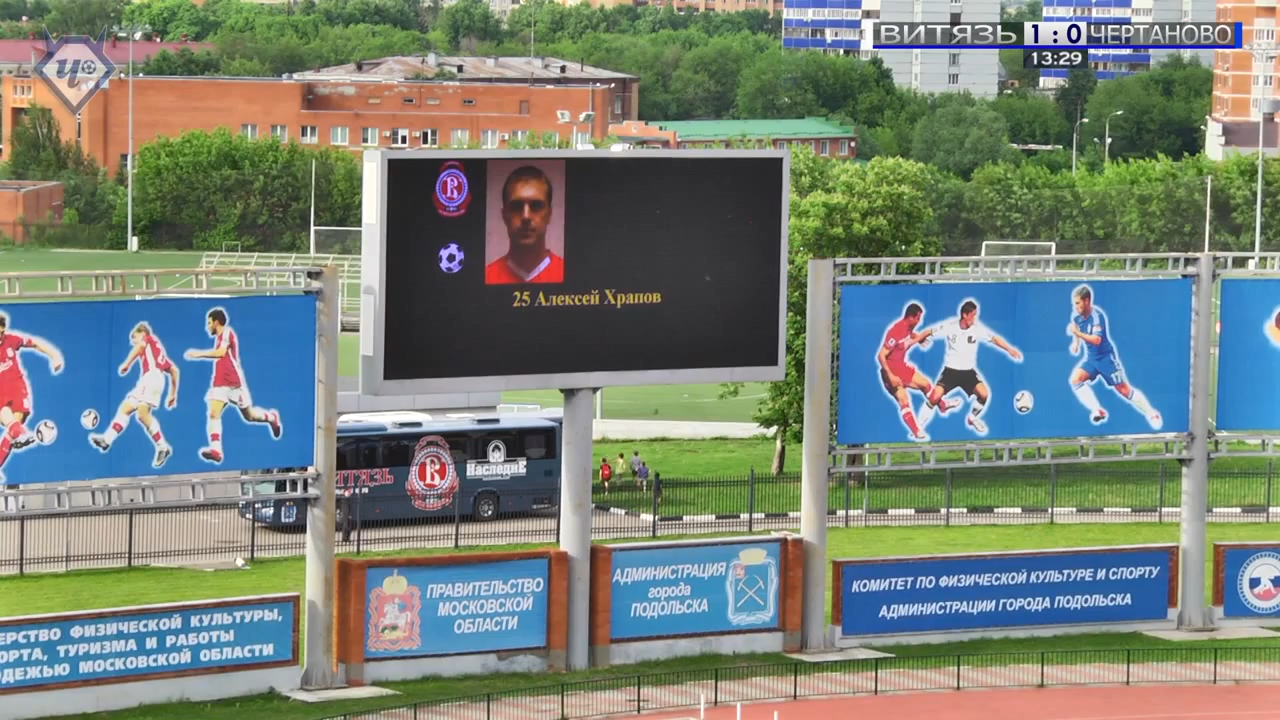 ВИТЯЗЬ 1 : 0 ЧЕРТАНОВО
13:29
25 Алексей Храпов
ИТЯЗЬ
Наследие
ПРАВИТЕЛЬСТВО
МОСКОВСКОЙ
ОБЛАСТИ
АДМИНИСТРАЦИЯ
города
ПОДОЛЬСКА
КОМИТЕТ ПО ФИЗИЧЕСКОЙ КУЛЬТУРЕ И СПОРТУ
АДМИНИСТРАЦИИ ГОРОДА ПОДОЛЬСКА
ЕРСТВО ФИЗИЧЕСКОЙ КУЛЬТУРЫ,
ОРТА, ТУРИЗМА И РАБОТЫ
ОДЕЖЬЮ МОСКОВСКОЙ ОБЛАСТИ